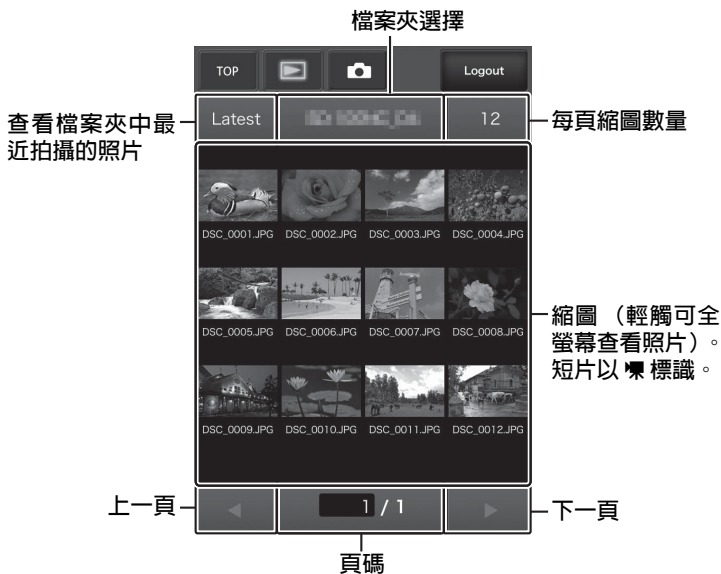 檔案夾選擇
TOP
Logout
查看檔案夾中最
近拍攝的照片
Latest
12
每頁縮圖數量
DSC_0001.JPG DSC_0002.JPG DSC_0003.JPG DSC_0004.JPG
DSC_0005.JPG DSC_0006.JPG DSC_0007.JPG DSC_0008.JPG
縮圖（輕觸可全
螢幕查看照片）。
短片以 標識。
DSC_0009.JPG DSC_0010.JPG DSC_0011.JPG DSC_0012.JPG
上一頁
1 / 1
下一頁
頁碼